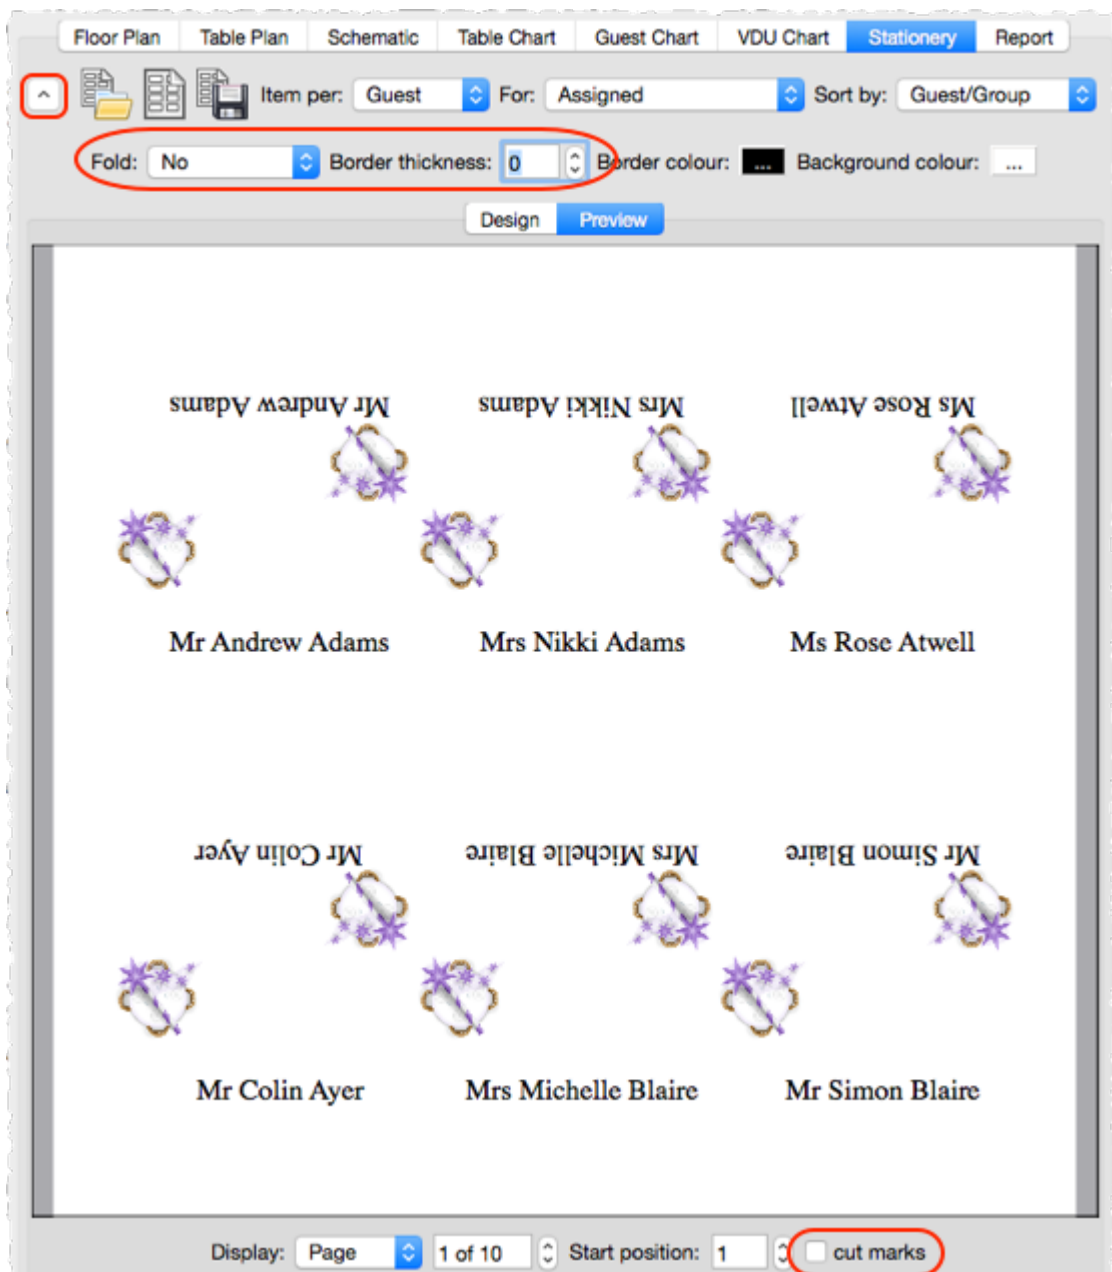 Floor Plan Table Plan Schematic Table Chart Guest Chart VDU Chart Stationery Report
Item per: Guest For: Assigned Sort by: Guest/Group
Fold: No Border thickness: 0 Border colour: ... Background colour: ...
Design Preview
Mr Andrew Adams Mrs Nikki Adams Ms Rose Atwell
Mr Andrew Adams Mrs Nikki Adams Ms Rose Atwell
Mr Colin Ayer Mrs Michelle Blaire Mr Simon Blaire
Mr Colin Ayer Mrs Michelle Blaire Mr Simon Blaire
Display: Page 1 of 10 Start position: 1 cut marks